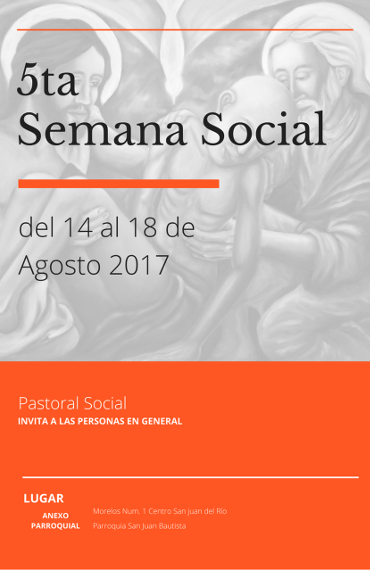 5ta
Semana Social
del 14 al 18 de
Agosto 2017
Pastoral Social
INVITA A LAS PERSONAS EN GENERAL
LUGAR
ANEXO
PARROQUIAL
Morelos Num. 1 Centro San Juan del Río
Parroquia San Juan Bautista